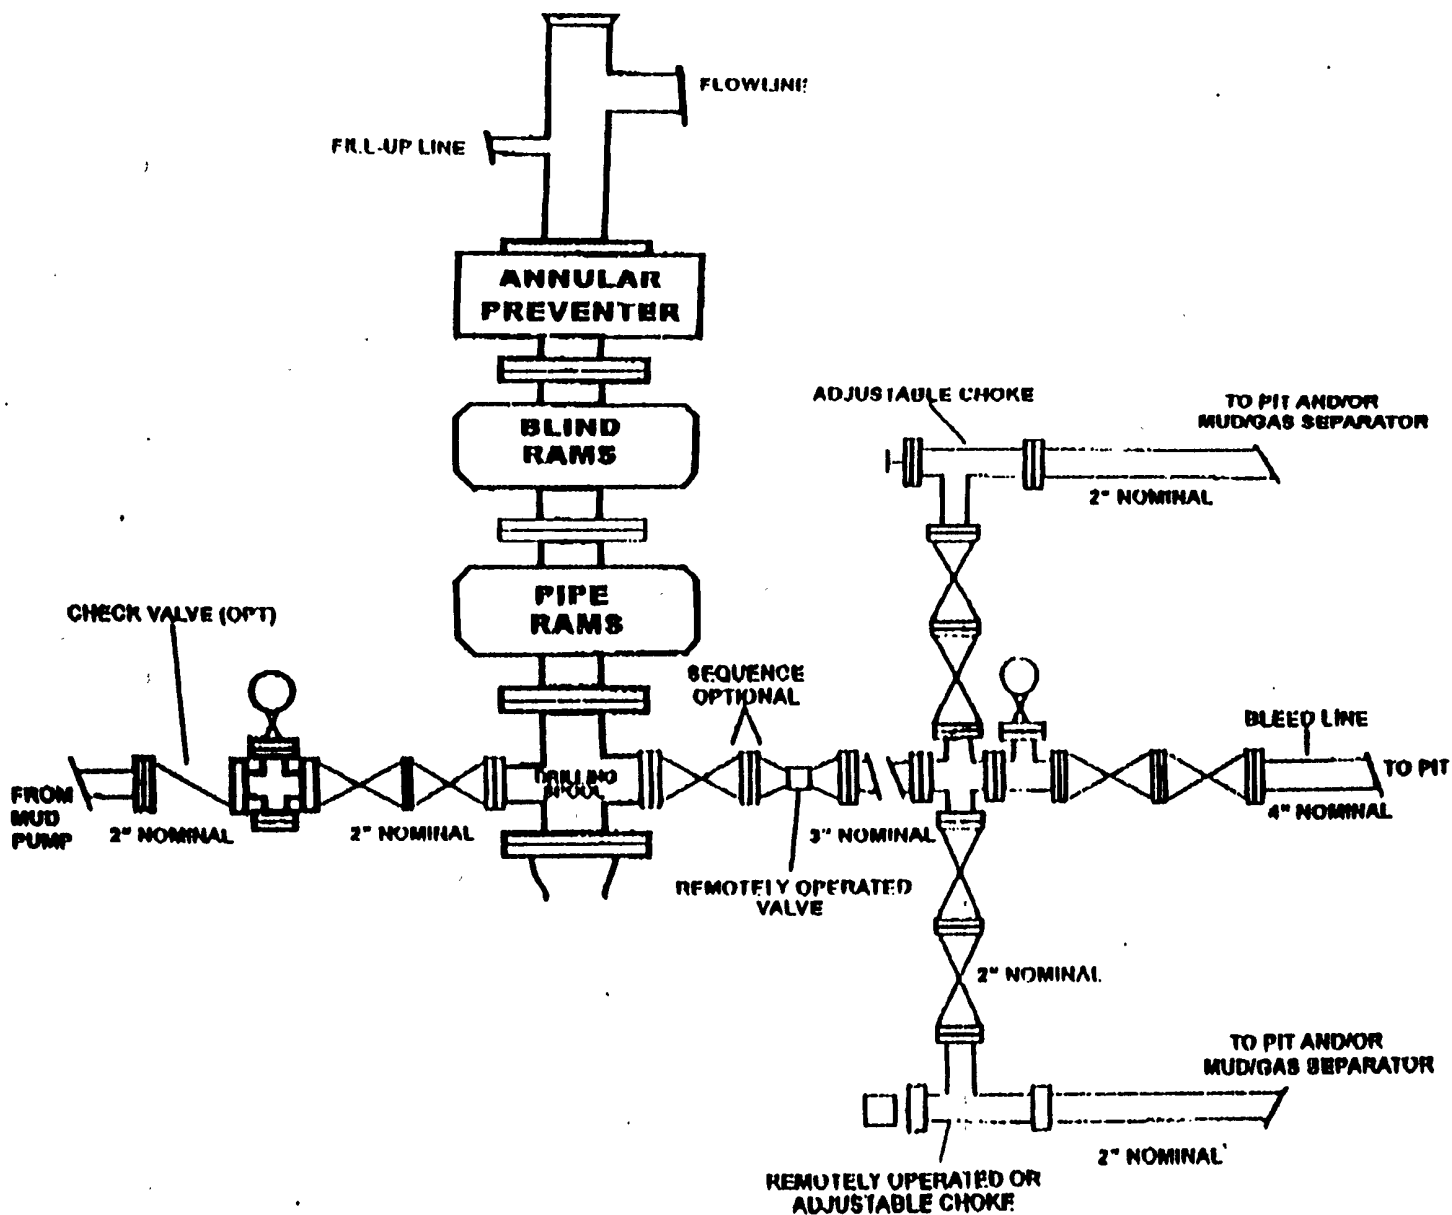 FLOWLINE
FILL-UP LINE
ANNULAR
PREVENTER
BLIND
RAMS
PIPE
RAMS
ADJUSTABLE CHOKE
TO PIT AND/OR
MUD/GAS SEPARATOR
2" NOMINAL
CHECK VALVE (OPT)
SEQUENCE
OPTIONAL
BLEED LINE
TO PIT
4" NOMINAL
FROM
MUD
PUMP
2" NOMINAL
2" NOMINAL
DRILLING
SPOOL
3" NOMINAL
REMOTELY OPERATED
VALVE
2" NOMINAL
TO PIT AND/OR
MUD/GAS SEPARATOR
2" NOMINAL
REMOTELY OPERATED OR
ADJUSTABLE CHOKE